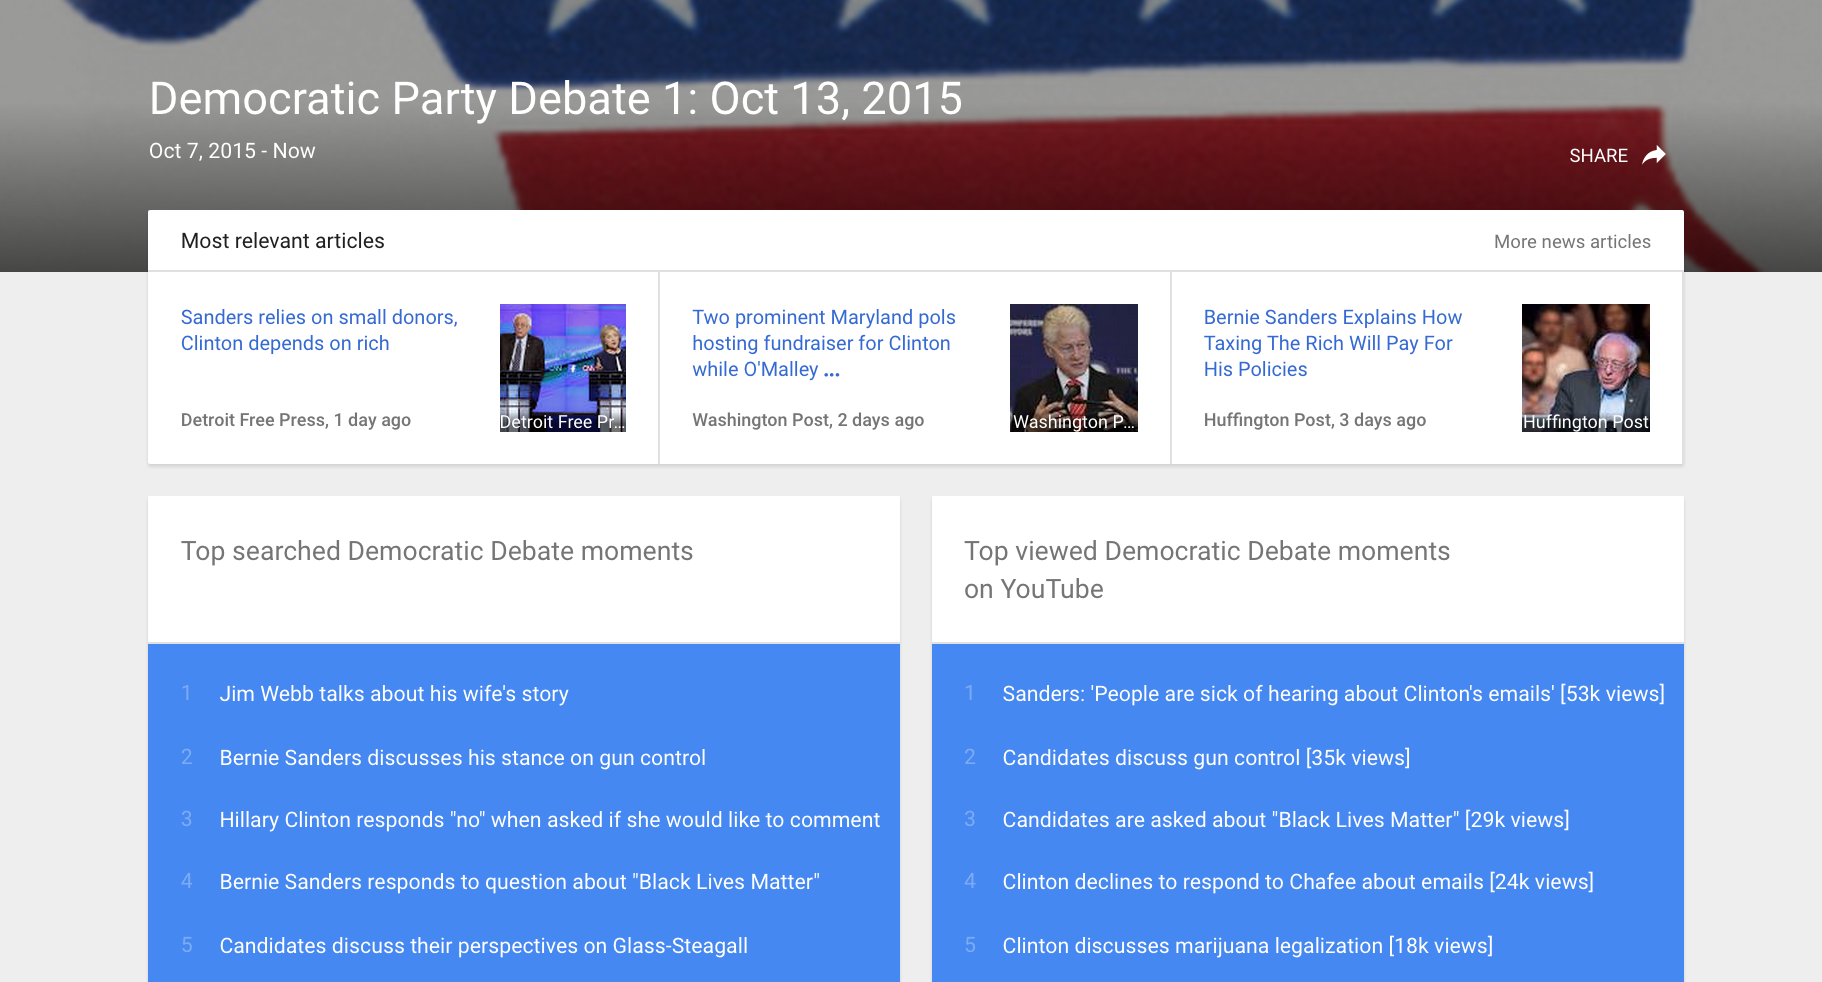 Democratic Party Debate 1: Oct 13, 2015
Oct 7, 2015 - Now
SHARE
Most relevant articles
More news articles
Sanders relies on small donors,
Clinton depends on rich
Detroit Free Press, 1 day ago
Detroit Free Pr...
Two prominent Maryland pols
hosting fundraiser for Clinton
while O'Malley ...
Washington Post, 2 days ago
Washington P...
Bernie Sanders Explains How
Taxing The Rich Will Pay For
His Policies
Huffington Post, 3 days ago
Huffington Post
Top searched Democratic Debate moments
1 Jim Webb talks about his wife's story
2 Bernie Sanders discusses his stance on gun control
3 Hillary Clinton responds "no" when asked if she would like to comment
4 Bernie Sanders responds to question about "Black Lives Matter"
5 Candidates discuss their perspectives on Glass-Steagall
Top viewed Democratic Debate moments
on YouTube
1 Sanders: 'People are sick of hearing about Clinton's emails' [53k views]
2 Candidates discuss gun control [35k views]
3 Candidates are asked about "Black Lives Matter" [29k views]
4 Clinton declines to respond to Chafee about emails [24k views]
5 Clinton discusses marijuana legalization [18k views]